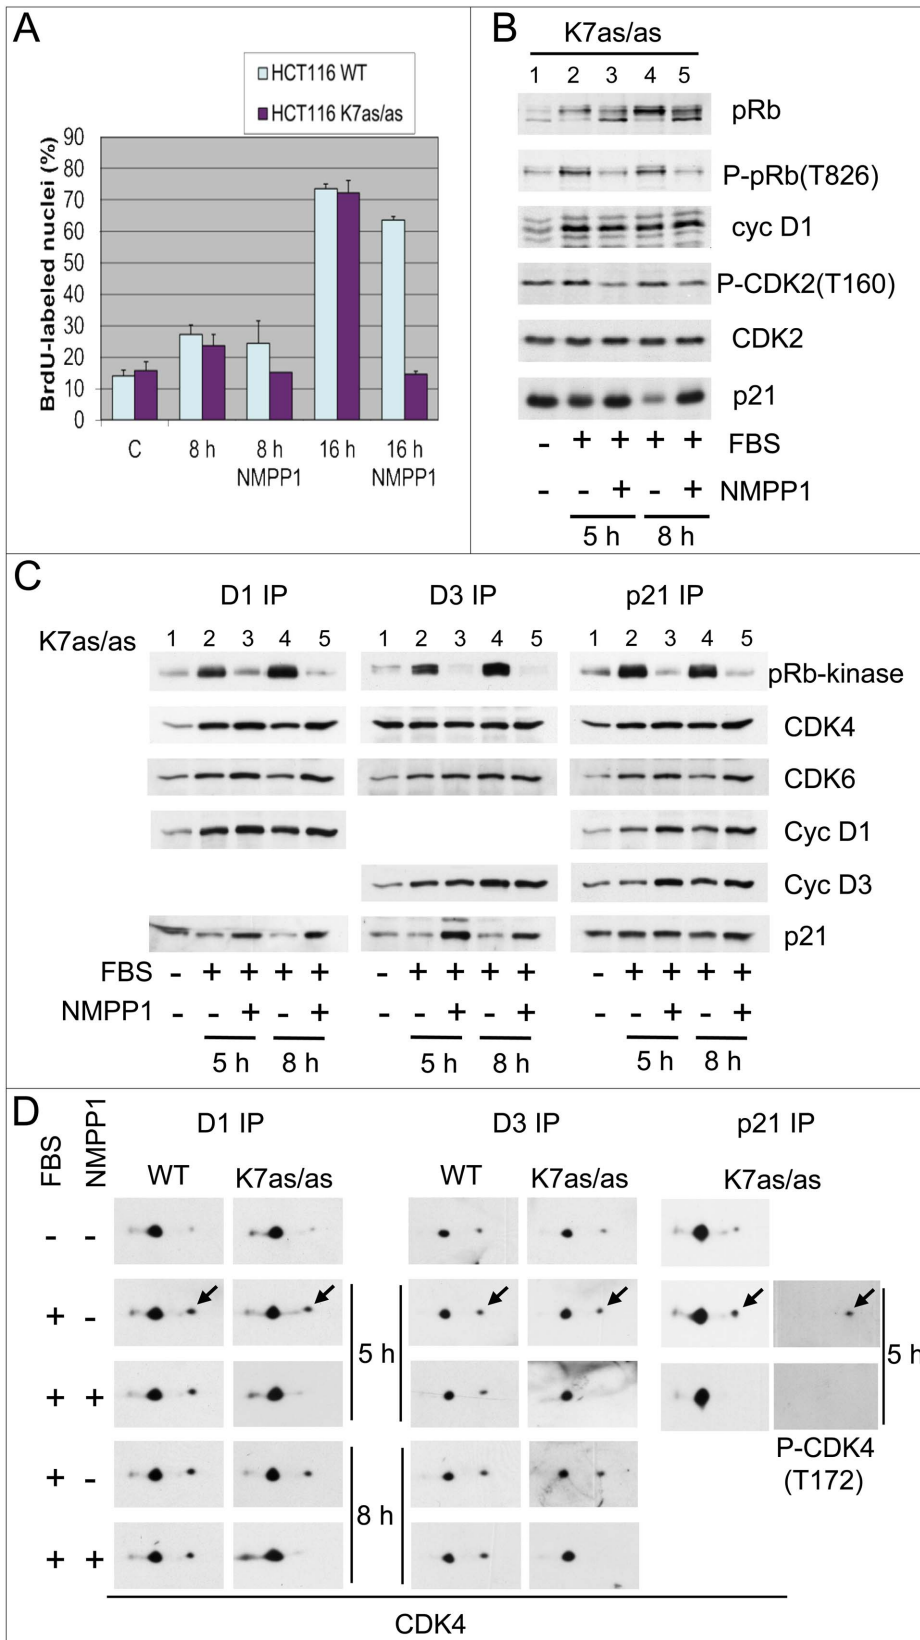 A
HCT116 WT
HCT116 K7as/as
BrdU-labeled nuclei (%)
90
80
70
60
50
40
30
20
10
0
C
8 h
8 h
NMPP1
16 h
16 h
NMPP1
B
K7as/as
1 2 3 4 5
pRb
P-pRb(T826)
cyc D1
P-CDK2(T160)
CDK2
p21
- + + + + FBS
- - + - + NMPP1
5 h 8 h
C
D1 IP D3 IP p21 IP
K7as/as 1 2 3 4 5 1 2 3 4 5 1 2 3 4 5
pRb-kinase
CDK4
CDK6
Cyc D1
Cyc D3
p21
FBS - + + + + - + + + + - + + + +
NMPP1 - - + - + - - + - + - - + - +
5 h 8 h 5 h 8 h 5 h 8 h
D
FBS
NMPP1
D1 IP D3 IP p21 IP
WT K7as/as WT K7as/as K7as/as
- -
+ -
5 h 5 h
+ +
P-CDK4
(T172)
+ -
8 h
+ +
CDK4